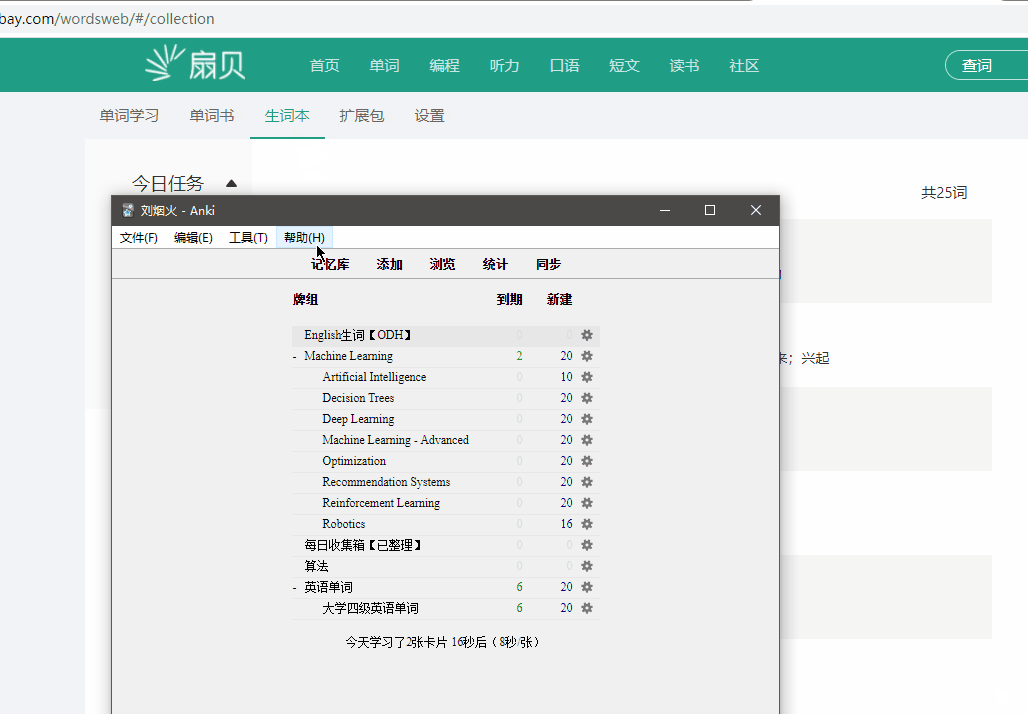 bay.com/wordsweb/#/collection
扇贝 首页 单词 编程 听力 口语 短文 读书 社区 查词
单词学习 单词书 生词本 扩展包 设置
今日任务
共25词
刘烟火 - Anki
文件(F) 编辑(E) 工具(T) 帮助(H)
记忆库 添加 浏览 统计 同步
牌组 到期 新建
English生词【ODH】 0 0
- Machine Learning 2 20
来；兴起
Artificial Intelligence 0 10
Decision Trees 0 20
Deep Learning 0 20
Machine Learning - Advanced 0 20
Optimization 0 20
Recommendation Systems 0 20
Reinforcement Learning 0 20
Robotics 0 16
每日收集箱【已整理】 0 0
算法 0 0
- 英语单词 6 20
大学四级英语单词 6 20
今天学习了2张卡片 16秒后（8秒/张）